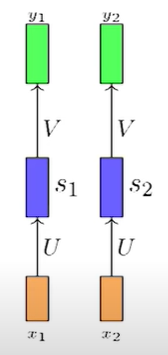 y₁ y₂
V V
s₁ s₂
U U
x₁ x₂